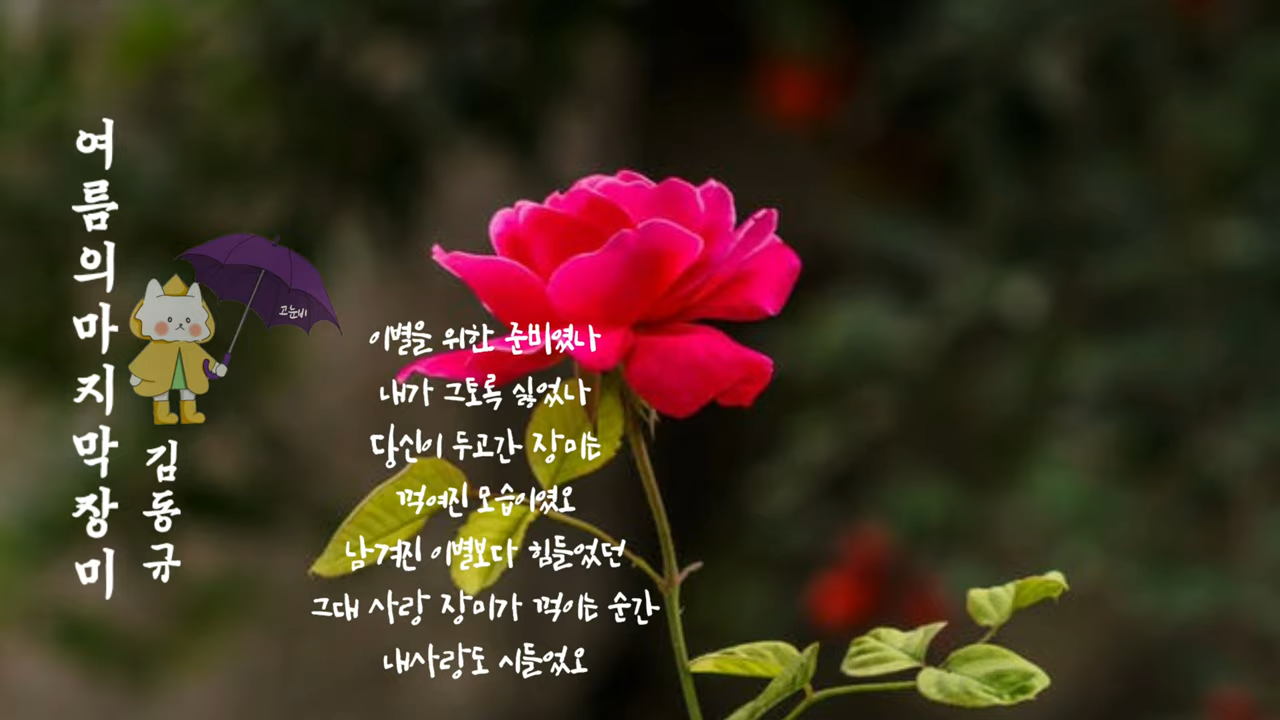 여름의마지막장미
김동규
고눈비
이별을 위한 준비였나
내가 그토록 싫었나
당신이 두고간 장미는
꺽여진 모습이였오
남겨진 이별보다 힘들었던
그대 사랑 장미가 꺽이는 순간
내사랑도 시들었오